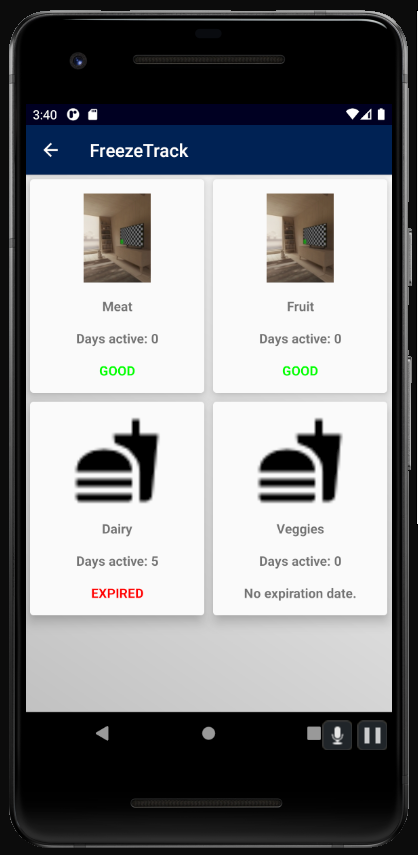 3:40
FreezeTrack
Meat
Fruit
Days active: 0
Days active: 0
GOOD
GOOD
Dairy
Veggies
Days active: 5
Days active: 0
EXPIRED
No expiration date.